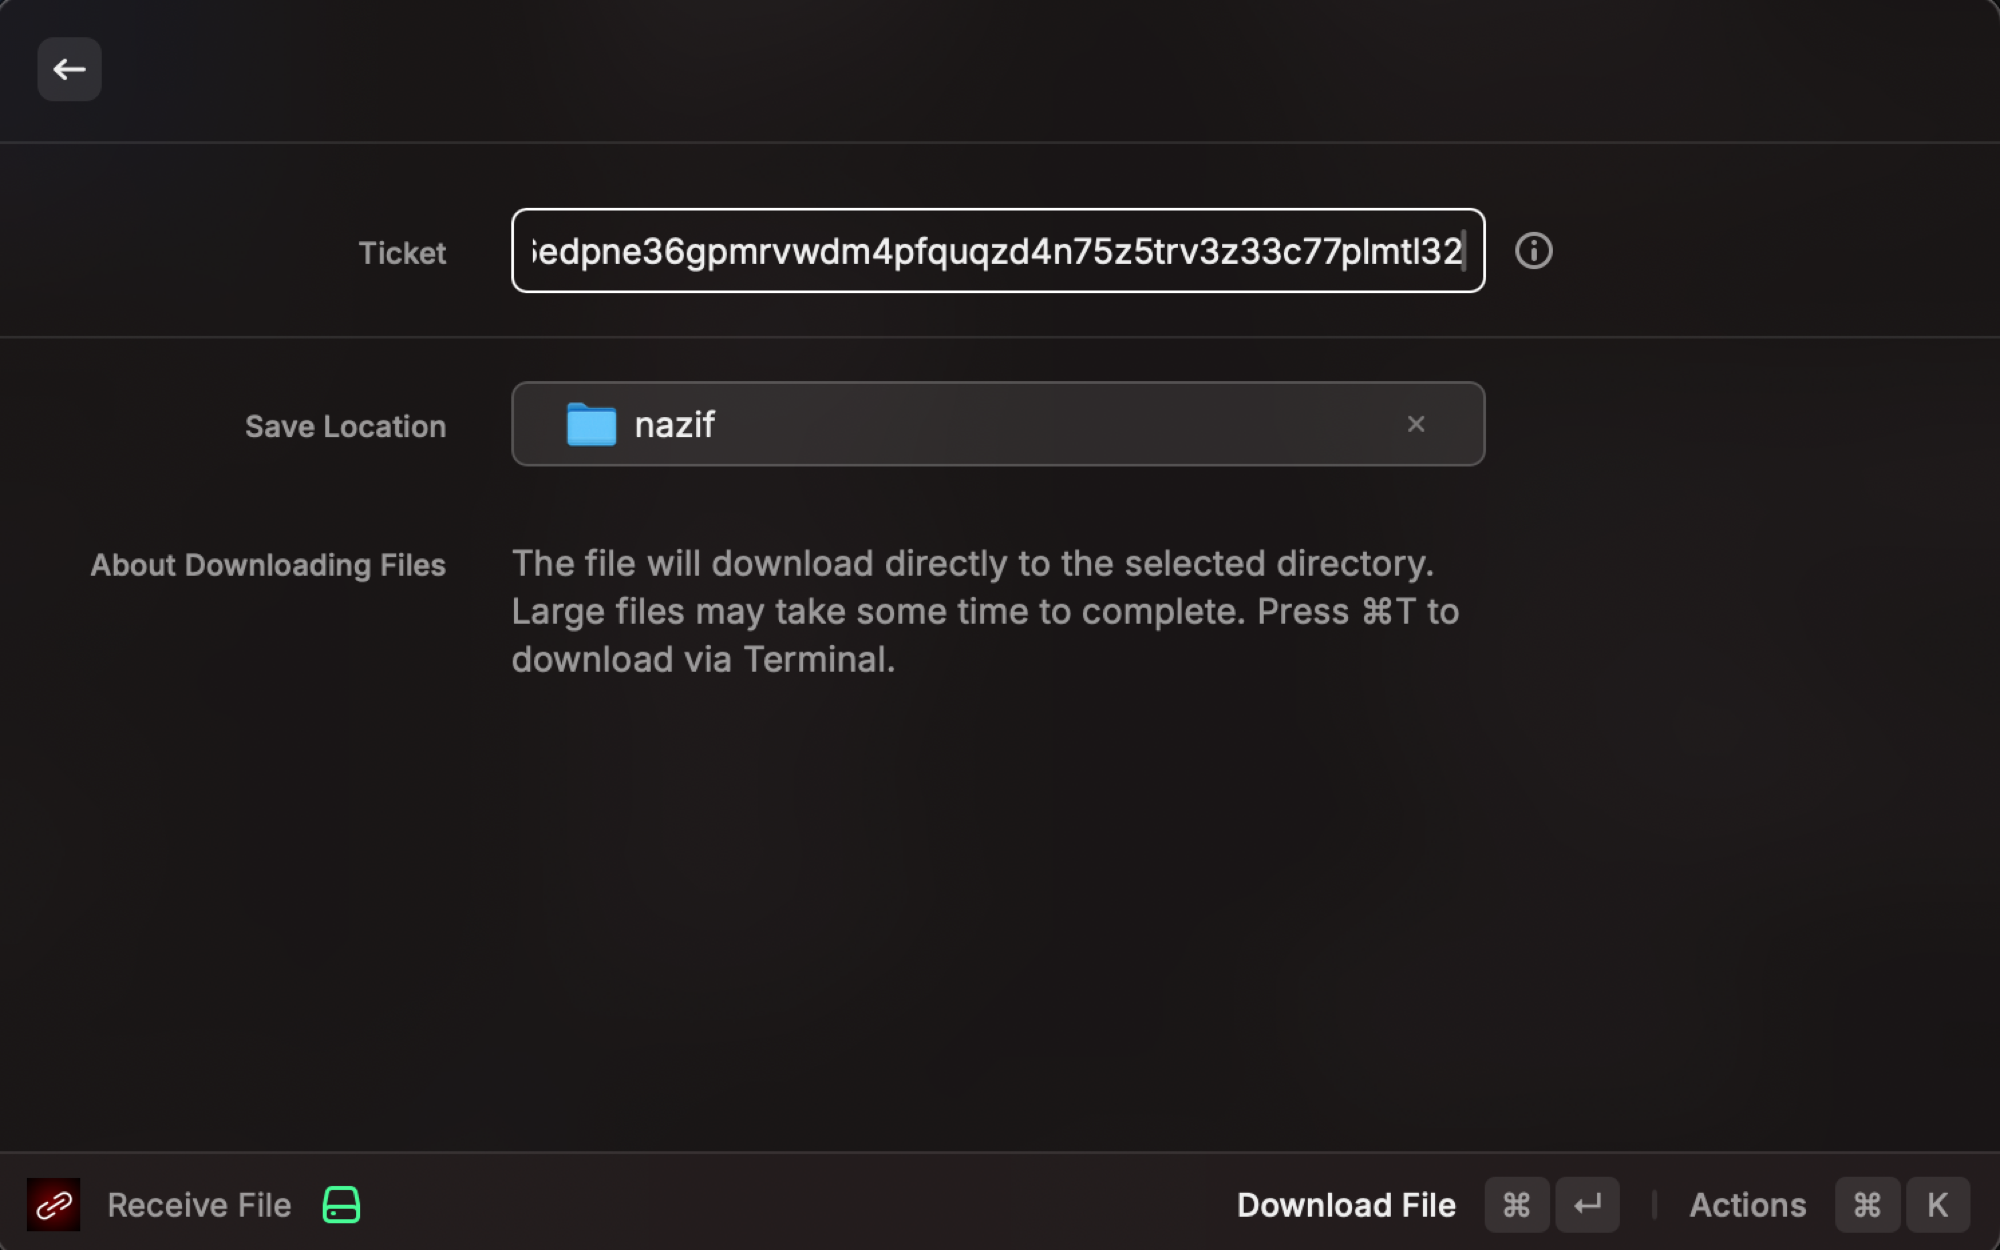 Ticket
edpne36gpmrvwdm4pfquqzd4n75z5trv3z33c77plmtl32
Save Location
nazif
About Downloading Files
The file will download directly to the selected directory.
Large files may take some time to complete. Press ⌘T to
download via Terminal.
Receive File
Download File ⌘ ↵
Actions ⌘ K